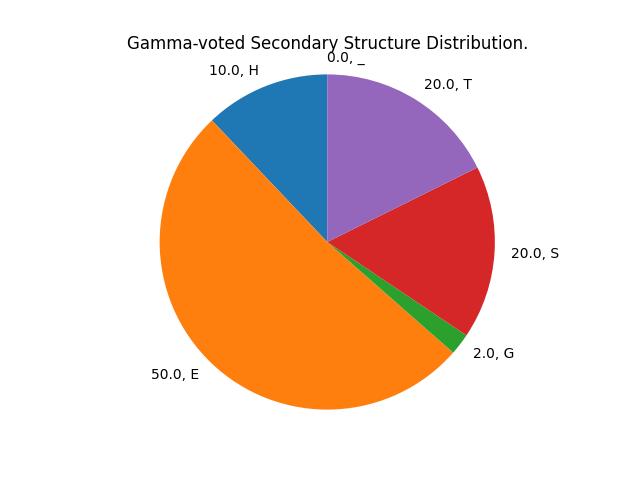 Gamma-voted Secondary Structure Distribution.
0.0, _
10.0, H
20.0, T
20.0, S
2.0, G
50.0, E